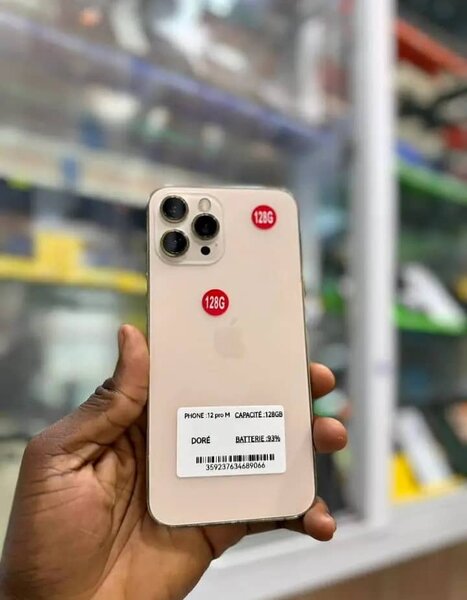 128G
128G
PHONE :12 pro M CAPACITÉ :128GB
DORÉ BATTERIE :93%
359237634689066